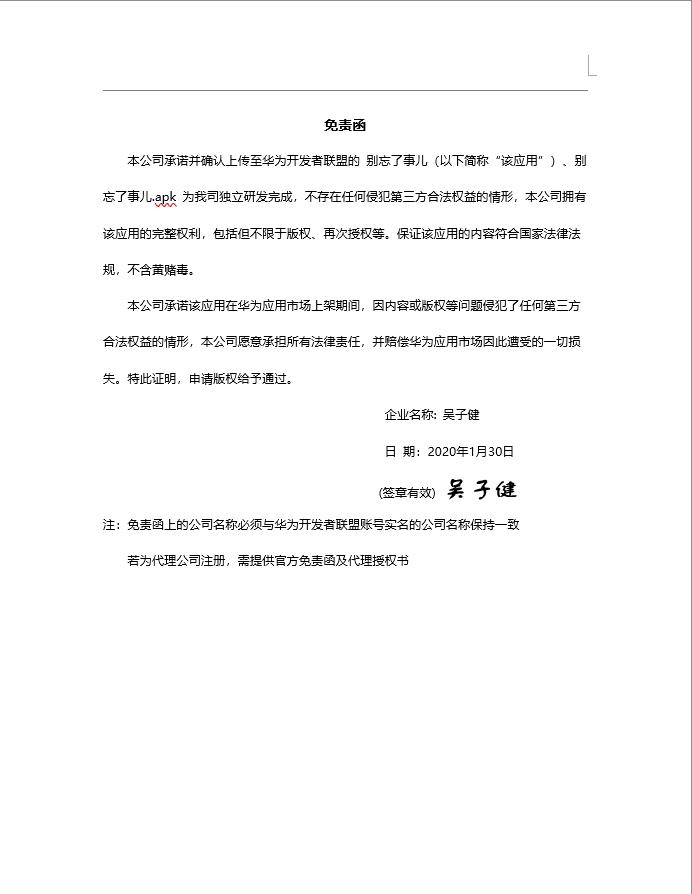 免责函
本公司承诺并确认上传至华为开发者联盟的 别忘了事儿（以下简称“该应用”）、别
忘了事儿.apk 为我司独立研发完成，不存在任何侵犯第三方合法权益的情形，本公司拥有
该应用的完整权利，包括但不限于版权、再次授权等。保证该应用的内容符合国家法律法
规，不含黄赌毒。
本公司承诺该应用在华为应用市场上架期间，因内容或版权等问题侵犯了任何第三方
合法权益的情形，本公司愿意承担所有法律责任，并赔偿华为应用市场因此遭受的一切损
失。特此证明，申请版权给予通过。
企业名称: 吴子健
日 期：2020年1月30日
(签章有效) 吴子健
注：免责函上的公司名称必须与华为开发者联盟账号实名的公司名称保持一致
若为代理公司注册，需提供官方免责函及代理授权书